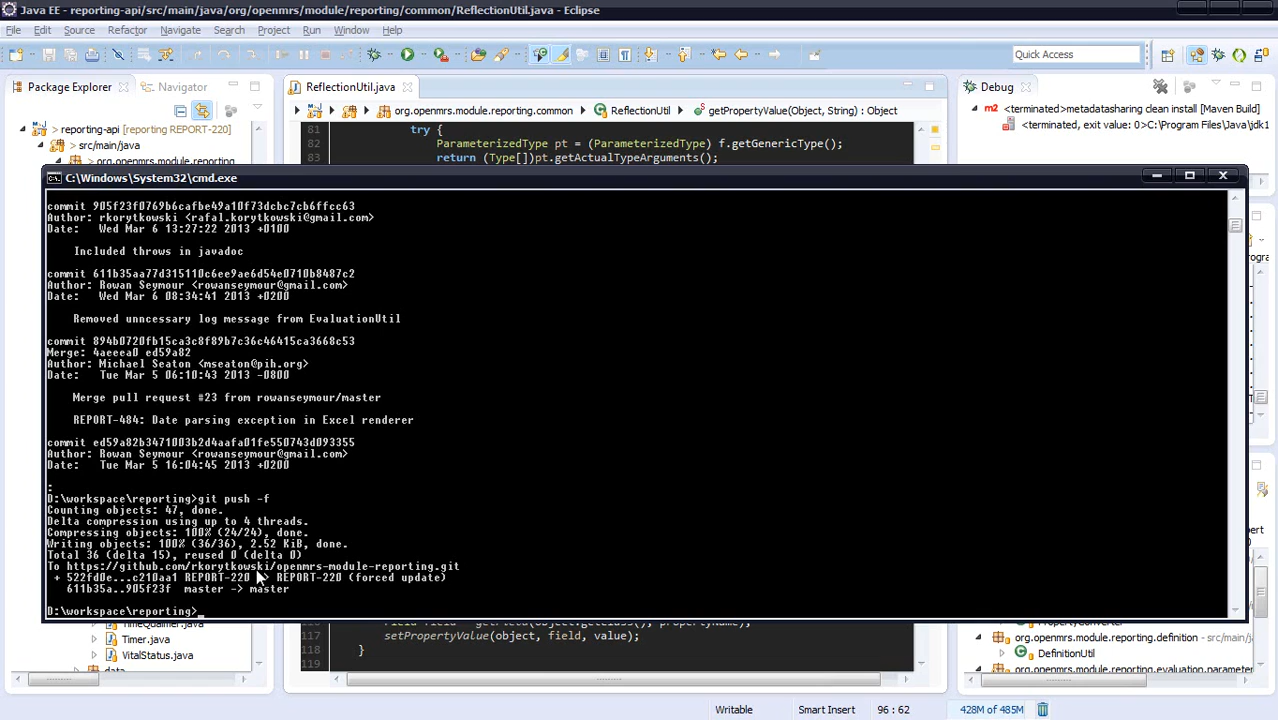 Java EE - reporting-api/src/main/java/org/openmrs/module/reporting/common/ReflectionUtil.java - Eclipse
File Edit Source Refactor Navigate Search Project Run Window Help
Quick Access
Package Explorer
Navigator
ReflectionUtil.java
Debug
> reporting-api [reporting REPORT-220]
> src/main/java
> org.openmrs.module.reporting
org.openmrs.module.reporting.common
ReflectionUtil
getPropertyValue(Object, String) : Object
<terminated>metadatasharing clean install [Maven Build]
<terminated, exit value: 0>C:\Program Files\Java\jdk1
81 try {
82 ParameterizedType pt = (ParameterizedType) f.getGenericType();
83 return (Type[])pt.getActualTypeArguments();
C:\Windows\System32\cmd.exe
commit 905f23f0769b6cafbe49a10f73dcbc7cb6ffcc63
Author: rkorytkowski <rafal.korytkowski@gmail.com>
Date: Wed Mar 6 13:27:22 2013 +0100
Included throws in javadoc
commit 611b35aa77d315110c6ee9ae6d54e0710b8487c2
Author: Rowan Seymour <rowanseymour@gmail.com>
Date: Wed Mar 6 08:34:41 2013 +0200
Removed unncessary log message from EvaluationUtil
commit 894b0720fb15ca3c8f89b7c36c46415ca3668c53
Merge: 4aeeea0 ed59a82
Author: Michael Seaton <mseaton@pih.org>
Date: Tue Mar 5 06:10:43 2013 -0800
Merge pull request #23 from rowanseymour/master
REPORT-484: Date parsing exception in Excel renderer
commit ed59a82b3471003b2d4aafa01fe550743d093355
Author: Rowan Seymour <rowanseymour@gmail.com>
Date: Tue Mar 5 16:04:45 2013 +0200
:
D:\workspace\reporting>git push -f
Counting objects: 47, done.
Delta compression using up to 4 threads.
Compressing objects: 100% (24/24), done.
Writing objects: 100% (36/36), 2.52 KiB, done.
Total 36 (delta 15), reused 0 (delta 0)
To https://github.com/rkorytkowski/openmrs-module-reporting.git
+ 522fd0e...c210aa1 REPORT-220 -> REPORT-220 (forced update)
611b35a..905f23f master -> master
D:\workspace\reporting>_
Timer.java
VitalStatus.java
117 setPropertyValue(object, field, value);
118 }
119
org.openmrs.module.reporting.definition - src/main/j
DefinitionUtil
org.openmrs.module.reporting.evaluation.parameter
Writable
Smart Insert
96 : 62
428M of 485M